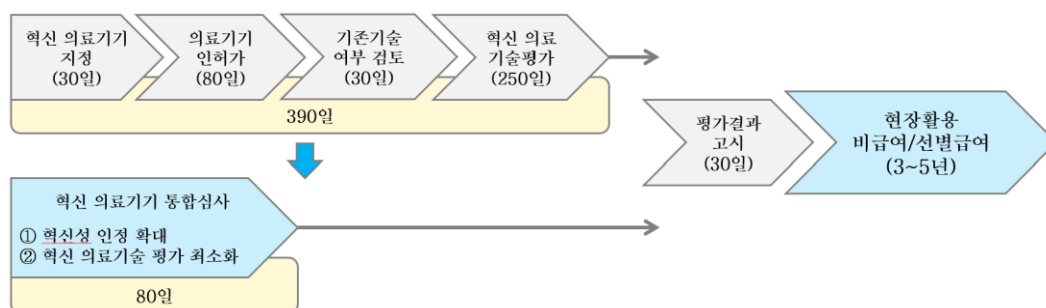 혁신 의료기기
지정
(30일)
의료기기
인허가
(80일)
기존기술
여부 검토
(30일)
혁신 의료
기술평가
(250일)
390일
평가결과
고시
(30일)
현장활용
비급여/선별급여
(3~5년)
혁신 의료기기 통합심사
① 혁신성 인정 확대
② 혁신 의료기술 평가 최소화
80일